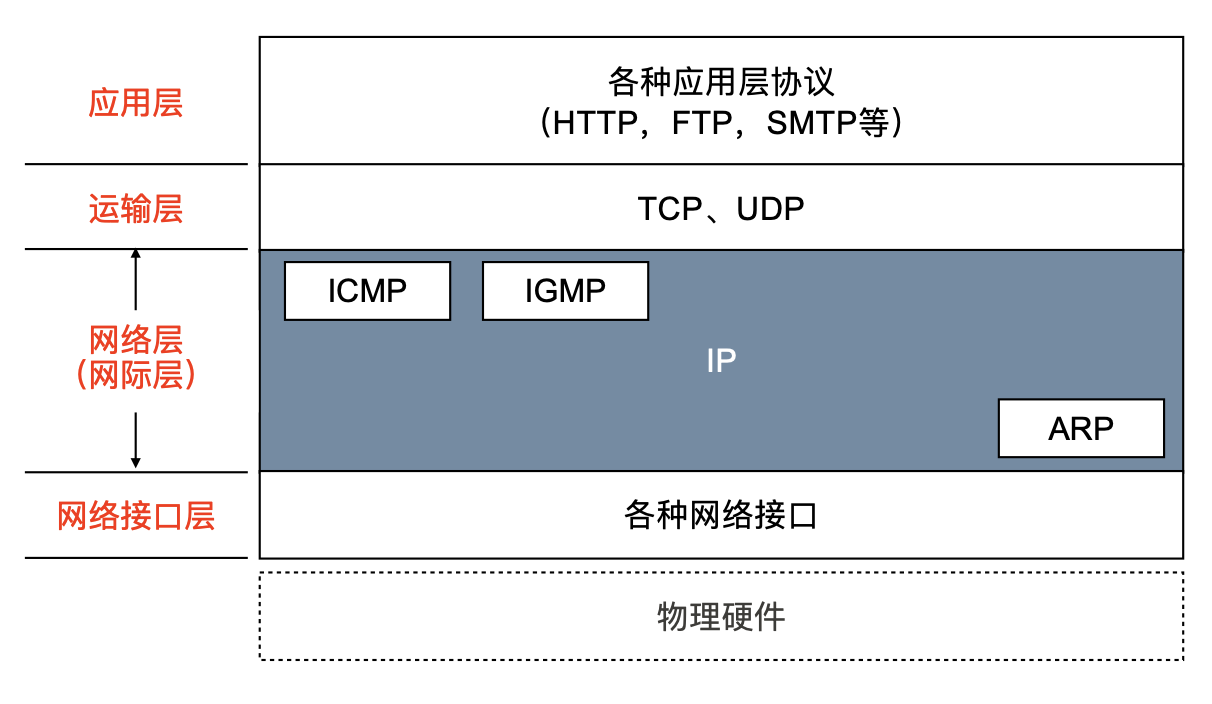 应用层
各种应用层协议
（HTTP，FTP，SMTP等）
运输层
TCP、UDP
ICMP
IGMP
网络层
（网际层）
IP
ARP
网络接口层
各种网络接口
物理硬件